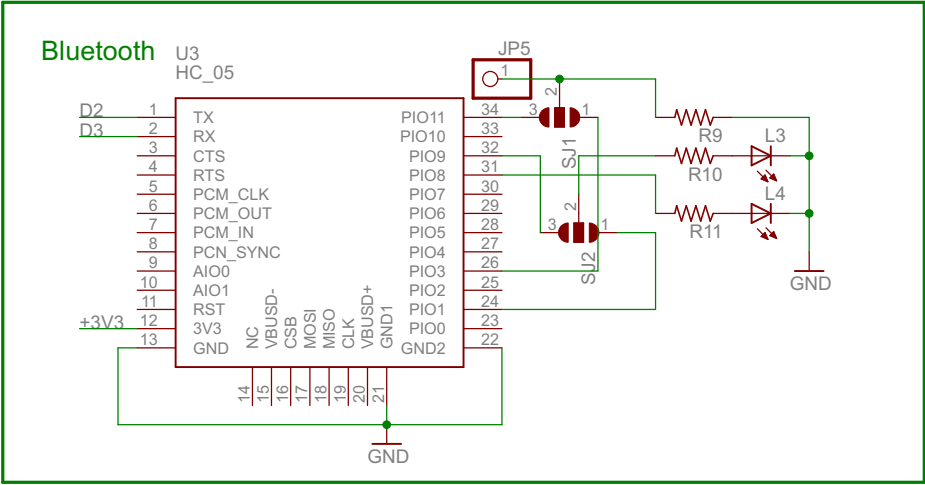 Bluetooth
U3
HC_05
JP5
1
D2
1
TX
PIO11
34
3
2
1
R9
D3
2
RX
PIO10
33
SJ1
L3
3
CTS
PIO9
32
R10
4
RTS
PIO8
31
L4
5
PCM_CLK
PIO7
30
6
PCM_OUT
PIO6
29
2
R11
7
PCM_IN
PIO5
28
3
1
8
PCN_SYNC
PIO4
27
SJ2
9
AIO0
PIO3
26
GND
10
AIO1
PIO2
25
11
RST
PIO1
24
+3V3
12
3V3
PIO0
23
13
GND
GND2
22
NC
VBUSD-
CSB
MOSI
MISO
CLK
VBUSD+
GND1
14
15
16
17
18
19
20
21
GND